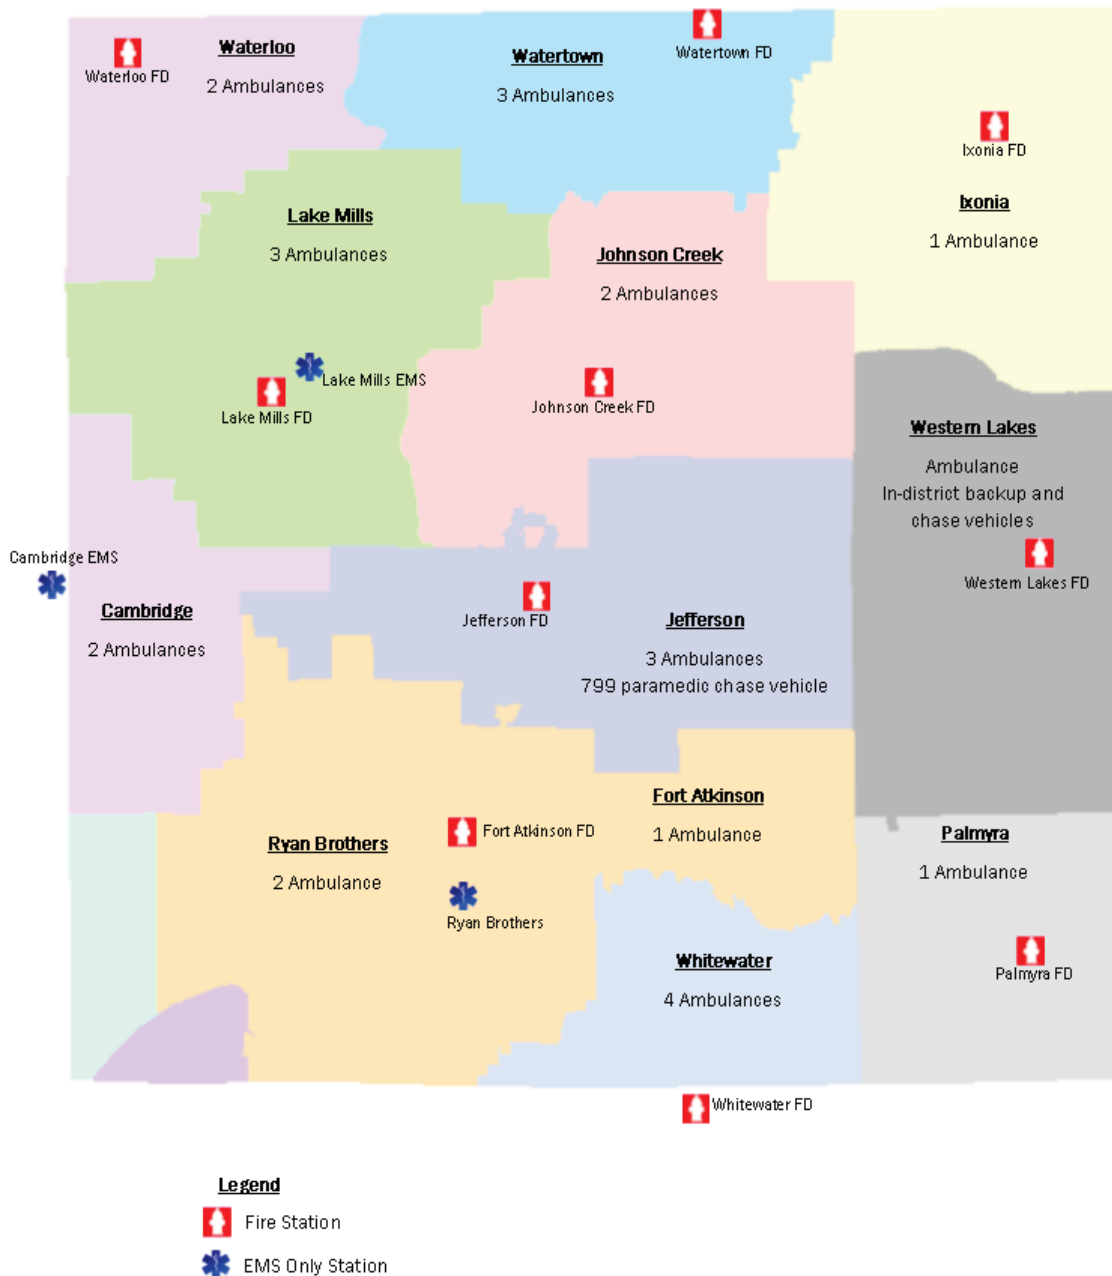 Waterloo
2 Ambulances
Waterloo FD
Watertown
3 Ambulances
Watertown FD
Ixonia FD
Ixonia
1 Ambulance
Lake Mills
3 Ambulances
Johnson Creek
2 Ambulances
Lake Mills EMS
Lake Mills FD
Johnson Creek FD
Western Lakes
Ambulance
In-district backup and
chase vehicles
Western Lakes FD
Cambridge EMS
Cambridge
2 Ambulances
Jefferson FD
Jefferson
3 Ambulances
799 paramedic chase vehicle
Fort Atkinson
1 Ambulance
Fort Atkinson FD
Ryan Brothers
2 Ambulance
Ryan Brothers
Palmyra
1 Ambulance
Palmyra FD
Whitewater
4 Ambulances
Whitewater FD
Legend
Fire Station
EMS Only Station